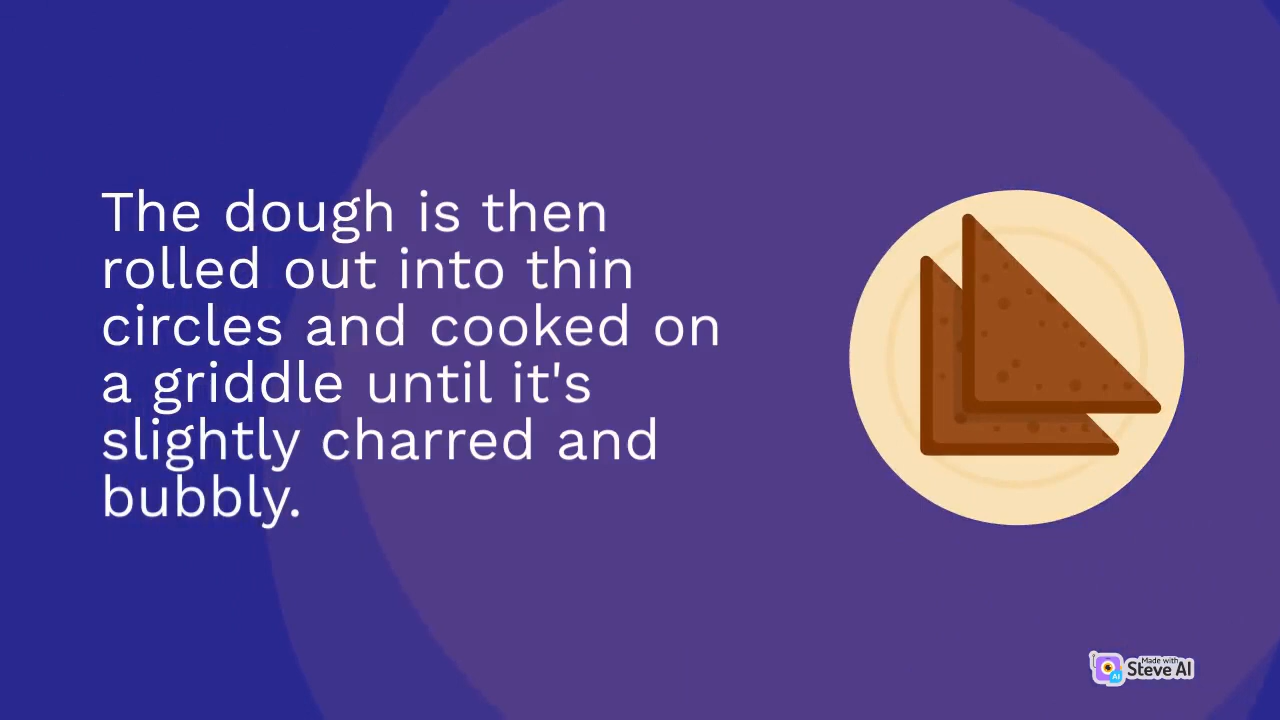 The dough is then
rolled out into thin
circles and cooked on
a griddle until it's
slightly charred and
bubbly.
Made with
Steve AI
AI